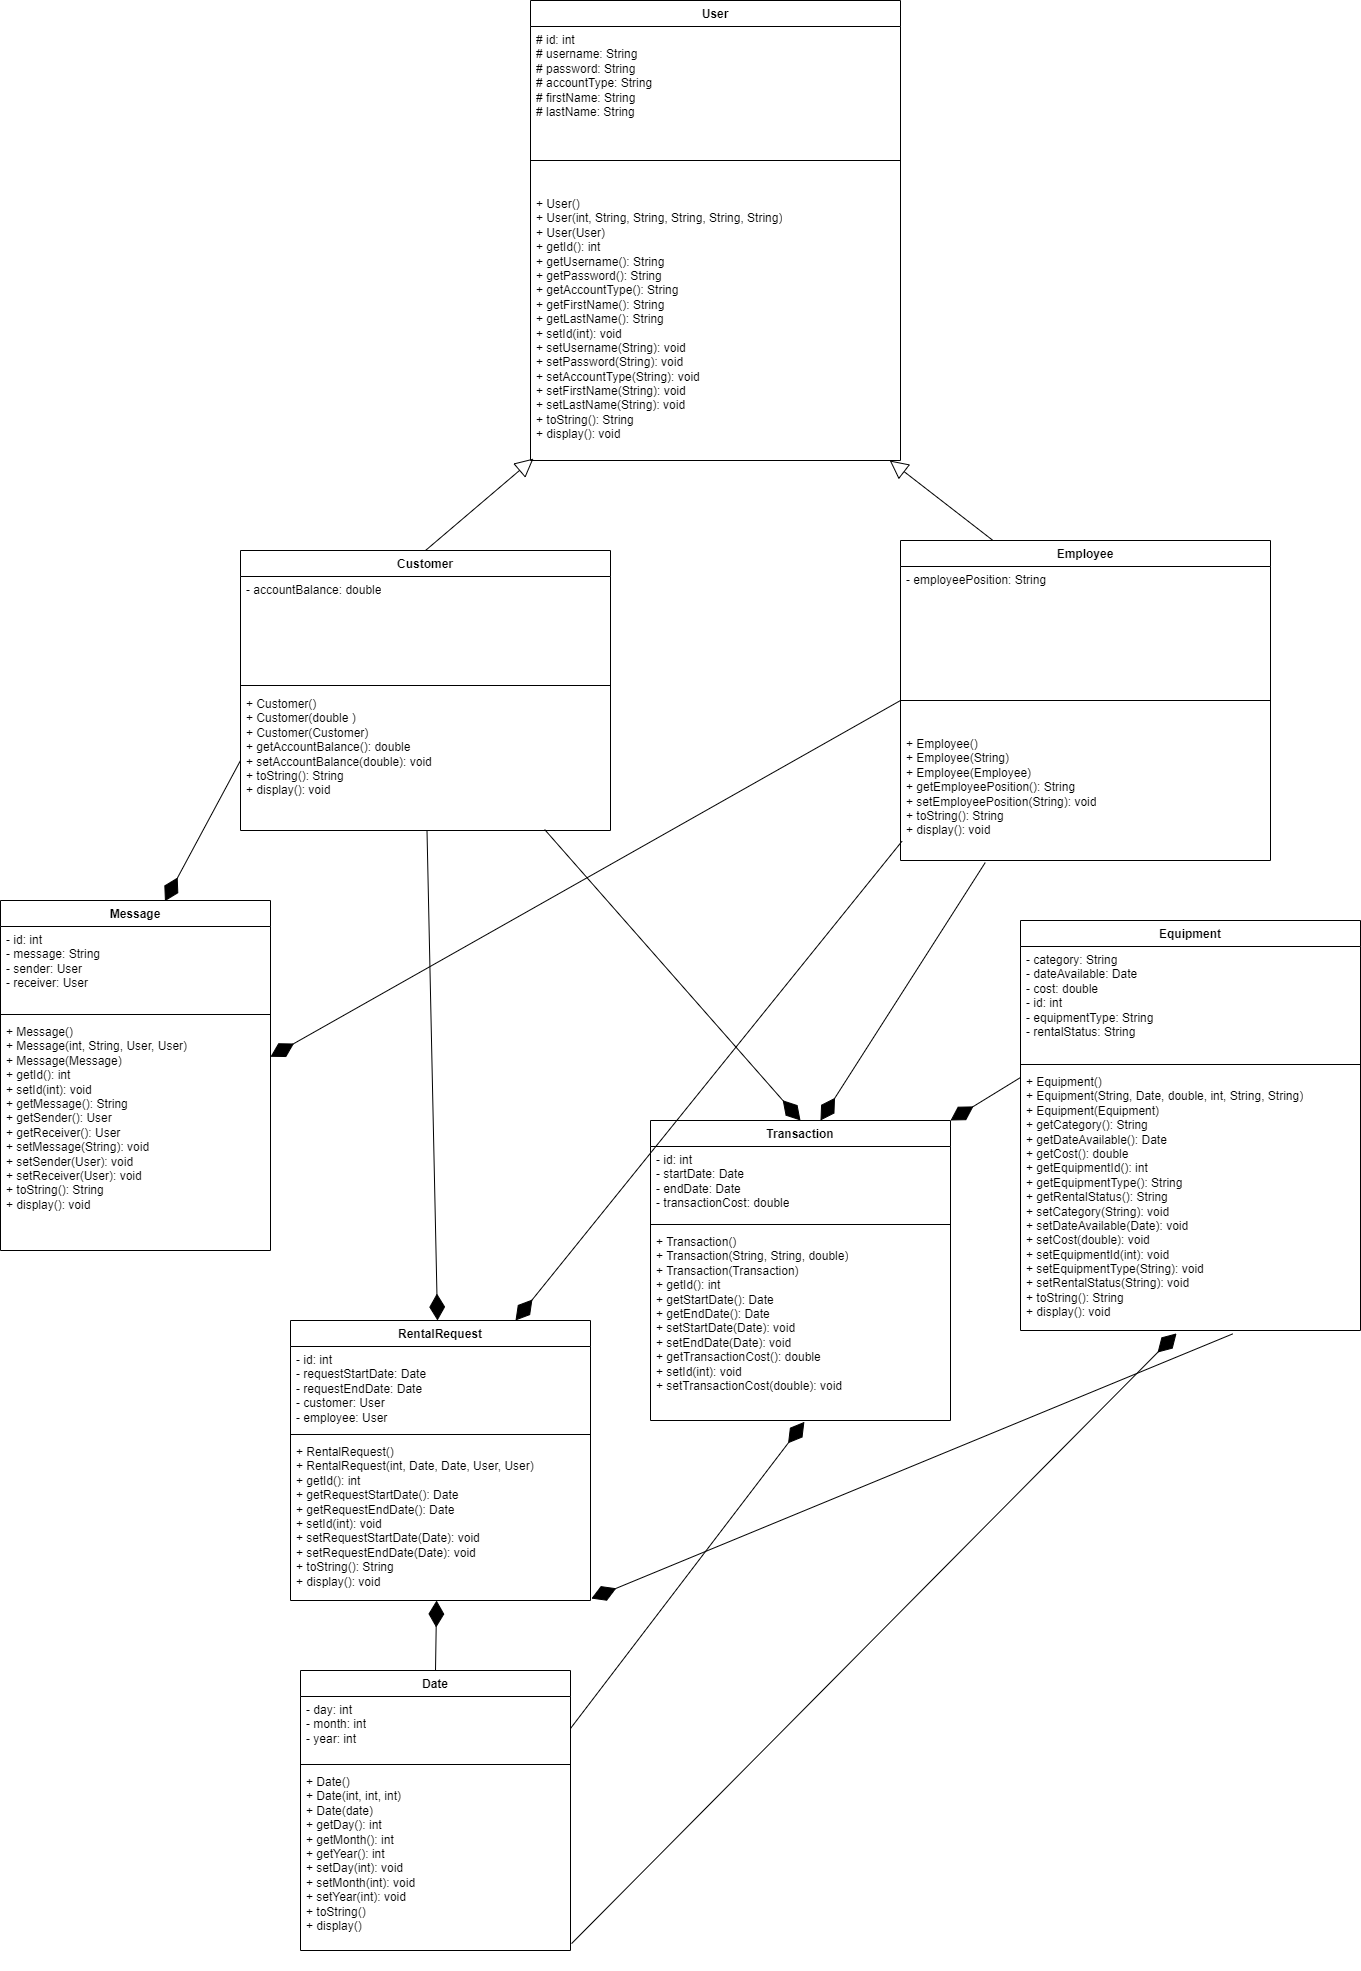 User
# id: int
# username: String
# password: String
# accountType: String
# firstName: String
# lastName: String
+ User()
+ User(int, String, String, String, String, String)
+ User(User)
+ getId(): int
+ getUsername(): String
+ getPassword(): String
+ getAccountType(): String
+ getFirstName(): String
+ getLastName(): String
+ setId(int): void
+ setUsername(String): void
+ setPassword(String): void
+ setAccountType(String): void
+ setFirstName(String): void
+ setLastName(String): void
+ toString(): String
+ display(): void
Customer
- accountBalance: double
+ Customer()
+ Customer(double )
+ Customer(Customer)
+ getAccountBalance(): double
+ setAccountBalance(double): void
+ toString(): String
+ display(): void
Employee
- employeePosition: String
+ Employee()
+ Employee(String)
+ Employee(Employee)
+ getEmployeePosition(): String
+ setEmployeePosition(String): void
+ toString(): String
+ display(): void
Message
- id: int
- message: String
- sender: User
- receiver: User
+ Message()
+ Message(int, String, User, User)
+ Message(Message)
+ getId(): int
+ setId(int): void
+ getMessage(): String
+ getSender(): User
+ getReceiver(): User
+ setMessage(String): void
+ setSender(User): void
+ setReceiver(User): void
+ toString(): String
+ display(): void
Equipment
- category: String
- dateAvailable: Date
- cost: double
- id: int
- equipmentType: String
- rentalStatus: String
+ Equipment()
+ Equipment(String, Date, double, int, String, String)
+ Equipment(Equipment)
+ getCategory(): String
+ getDateAvailable(): Date
+ getCost(): double
+ getEquipmentId(): int
+ getEquipmentType(): String
+ getRentalStatus(): String
+ setCategory(String): void
+ setDateAvailable(Date): void
+ setCost(double): void
+ setEquipmentId(int): void
+ setEquipmentType(String): void
+ setRentalStatus(String): void
+ toString(): String
+ display(): void
Transaction
- id: int
- startDate: Date
- endDate: Date
- transactionCost: double
+ Transaction()
+ Transaction(String, String, double)
+ Transaction(Transaction)
+ getId(): int
+ getStartDate(): Date
+ getEndDate(): Date
+ setStartDate(Date): void
+ setEndDate(Date): void
+ getTransactionCost(): double
+ setId(int): void
+ setTransactionCost(double): void
RentalRequest
- id: int
- requestStartDate: Date
- requestEndDate: Date
- customer: User
- employee: User
+ RentalRequest()
+ RentalRequest(int, Date, Date, User, User)
+ getId(): int
+ getRequestStartDate(): Date
+ getRequestEndDate(): Date
+ setId(int): void
+ setRequestStartDate(Date): void
+ setRequestEndDate(Date): void
+ toString(): String
+ display(): void
Date
- day: int
- month: int
- year: int
+ Date()
+ Date(int, int, int)
+ Date(date)
+ getDay(): int
+ getMonth(): int
+ getYear(): int
+ setDay(int): void
+ setMonth(int): void
+ setYear(int): void
+ toString()
+ display()